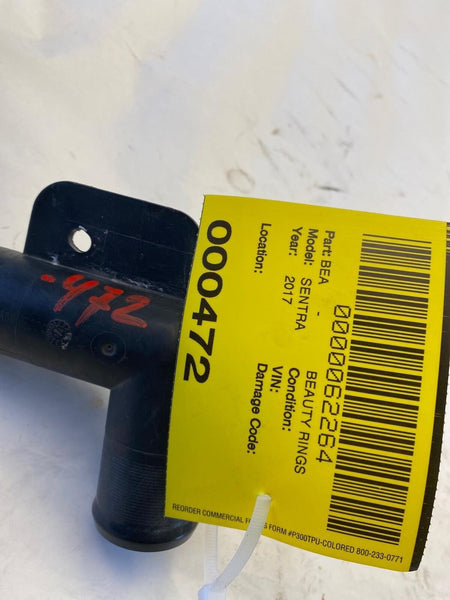 0000062264
Part: BEA - BEAUTY RINGS
Model: SENTRA Condition:
Year: 2017 VIN:
Damage Code:
Location:
000472
REORDER COMMERCIAL FORMS FORM #P300TPU-COLORED 800-233-0771
-472